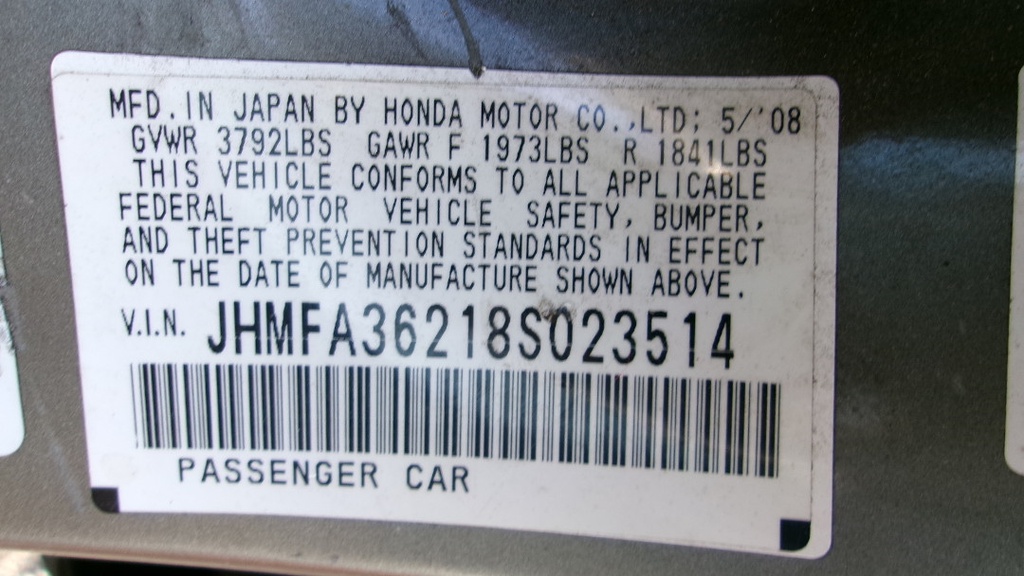 MFD. IN JAPAN BY HONDA MOTOR CO., LTD; 5/'08
GVWR 3792LBS GAWR F 1973LBS R 1841LBS
THIS VEHICLE CONFORMS TO ALL APPLICABLE
FEDERAL MOTOR VEHICLE SAFETY, BUMPER,
AND THEFT PREVENTION STANDARDS IN EFFECT
ON THE DATE OF MANUFACTURE SHOWN ABOVE.
V.I.N. JHMFA36218S023514
PASSENGER CAR